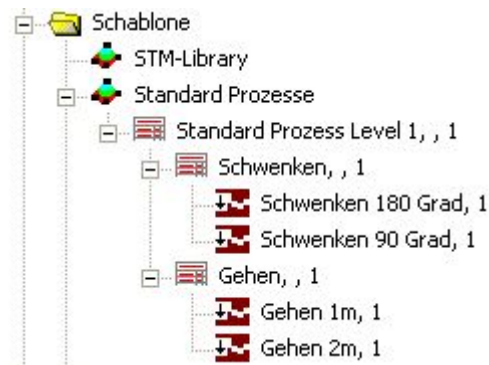 Schablone
STM-Library
Standard Prozesse
Standard Prozess Level 1, , 1
Schwenken, , 1
Schwenken 180 Grad, 1
Schwenken 90 Grad, 1
Gehen, , 1
Gehen 1m, 1
Gehen 2m, 1